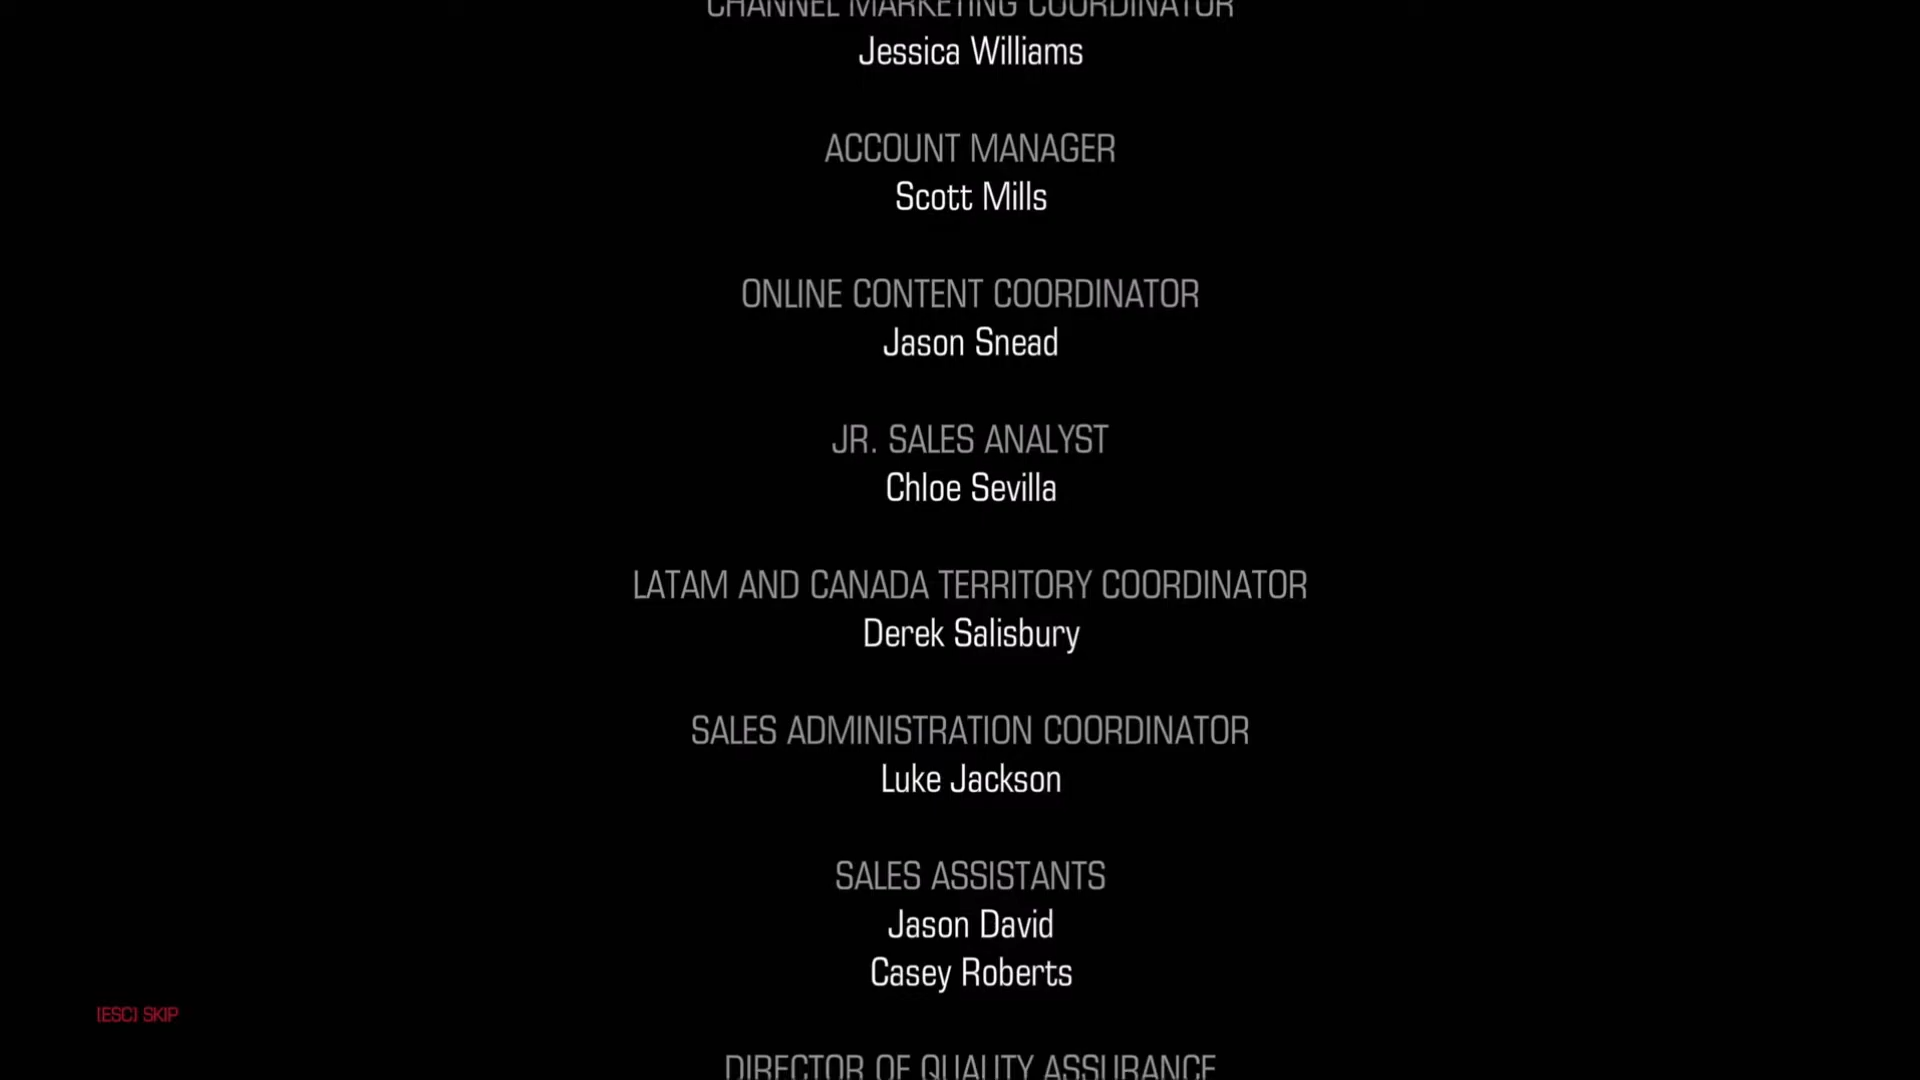 CHANNEL MARKETING COORDINATOR
Jessica Williams
ACCOUNT MANAGER
Scott Mills
ONLINE CONTENT COORDINATOR
Jason Snead
JR. SALES ANALYST
Chloe Sevilla
LATAM AND CANADA TERRITORY COORDINATOR
Derek Salisbury
SALES ADMINISTRATION COORDINATOR
Luke Jackson
SALES ASSISTANTS
Jason David
Casey Roberts
[ESC] SKIP
DIRECTOR OF QUALITY ASSURANCE